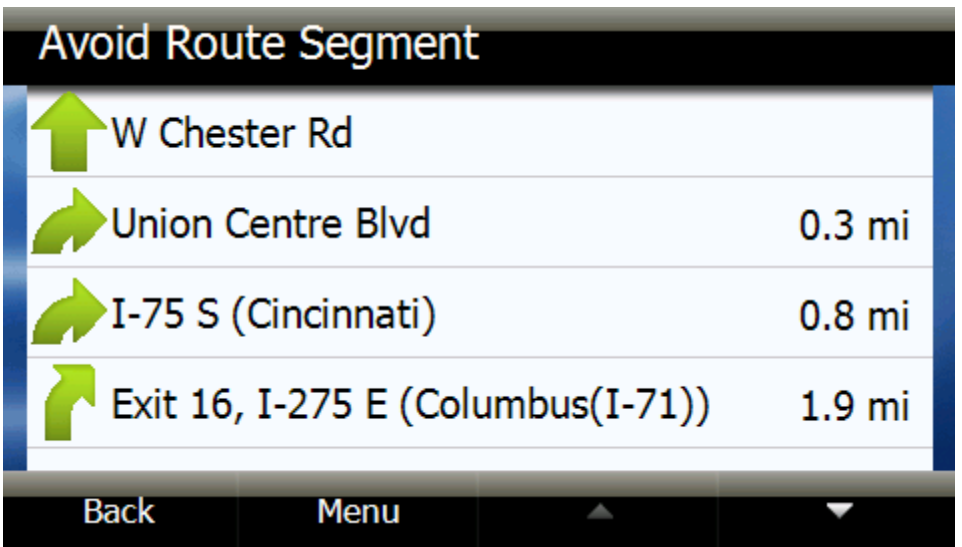 Avoid Route Segment
W Chester Rd
Union Centre Blvd 0.3 mi
I-75 S (Cincinnati) 0.8 mi
Exit 16, I-275 E (Columbus(I-71)) 1.9 mi
Back Menu